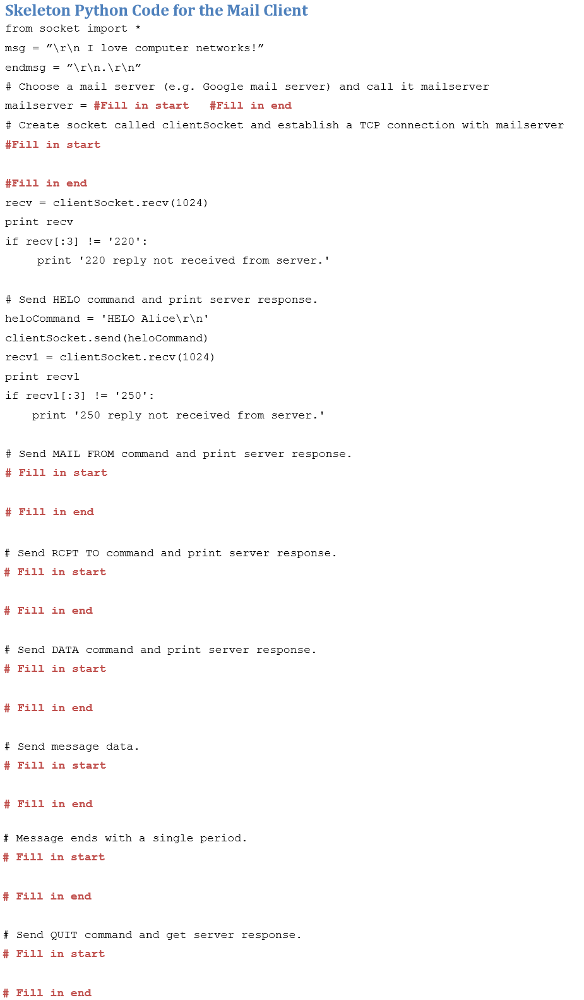 Skeleton Python Code for the Mail Client
from socket import *
msg = ”\r\n I love computer networks!”
endmsg = ”\r\n.\r\n”
# Choose a mail server (e.g. Google mail server) and call it mailserver
mailserver = #Fill in start   #Fill in end
# Create socket called clientSocket and establish a TCP connection with mailserver
#Fill in start
#Fill in end
recv = clientSocket.recv(1024)
print recv
if recv[:3] != '220':
     print '220 reply not received from server.'
# Send HELO command and print server response.
heloCommand = 'HELO Alice\r\n'
clientSocket.send(heloCommand)
recv1 = clientSocket.recv(1024)
print recv1
if recv1[:3] != '250':
    print '250 reply not received from server.'
# Send MAIL FROM command and print server response.
# Fill in start
# Fill in end
# Send RCPT TO command and print server response.
# Fill in start
# Fill in end
# Send DATA command and print server response.
# Fill in start
# Fill in end
# Send message data.
# Fill in start
# Fill in end
# Message ends with a single period.
# Fill in start
# Fill in end
# Send QUIT command and get server response.
# Fill in start
# Fill in end